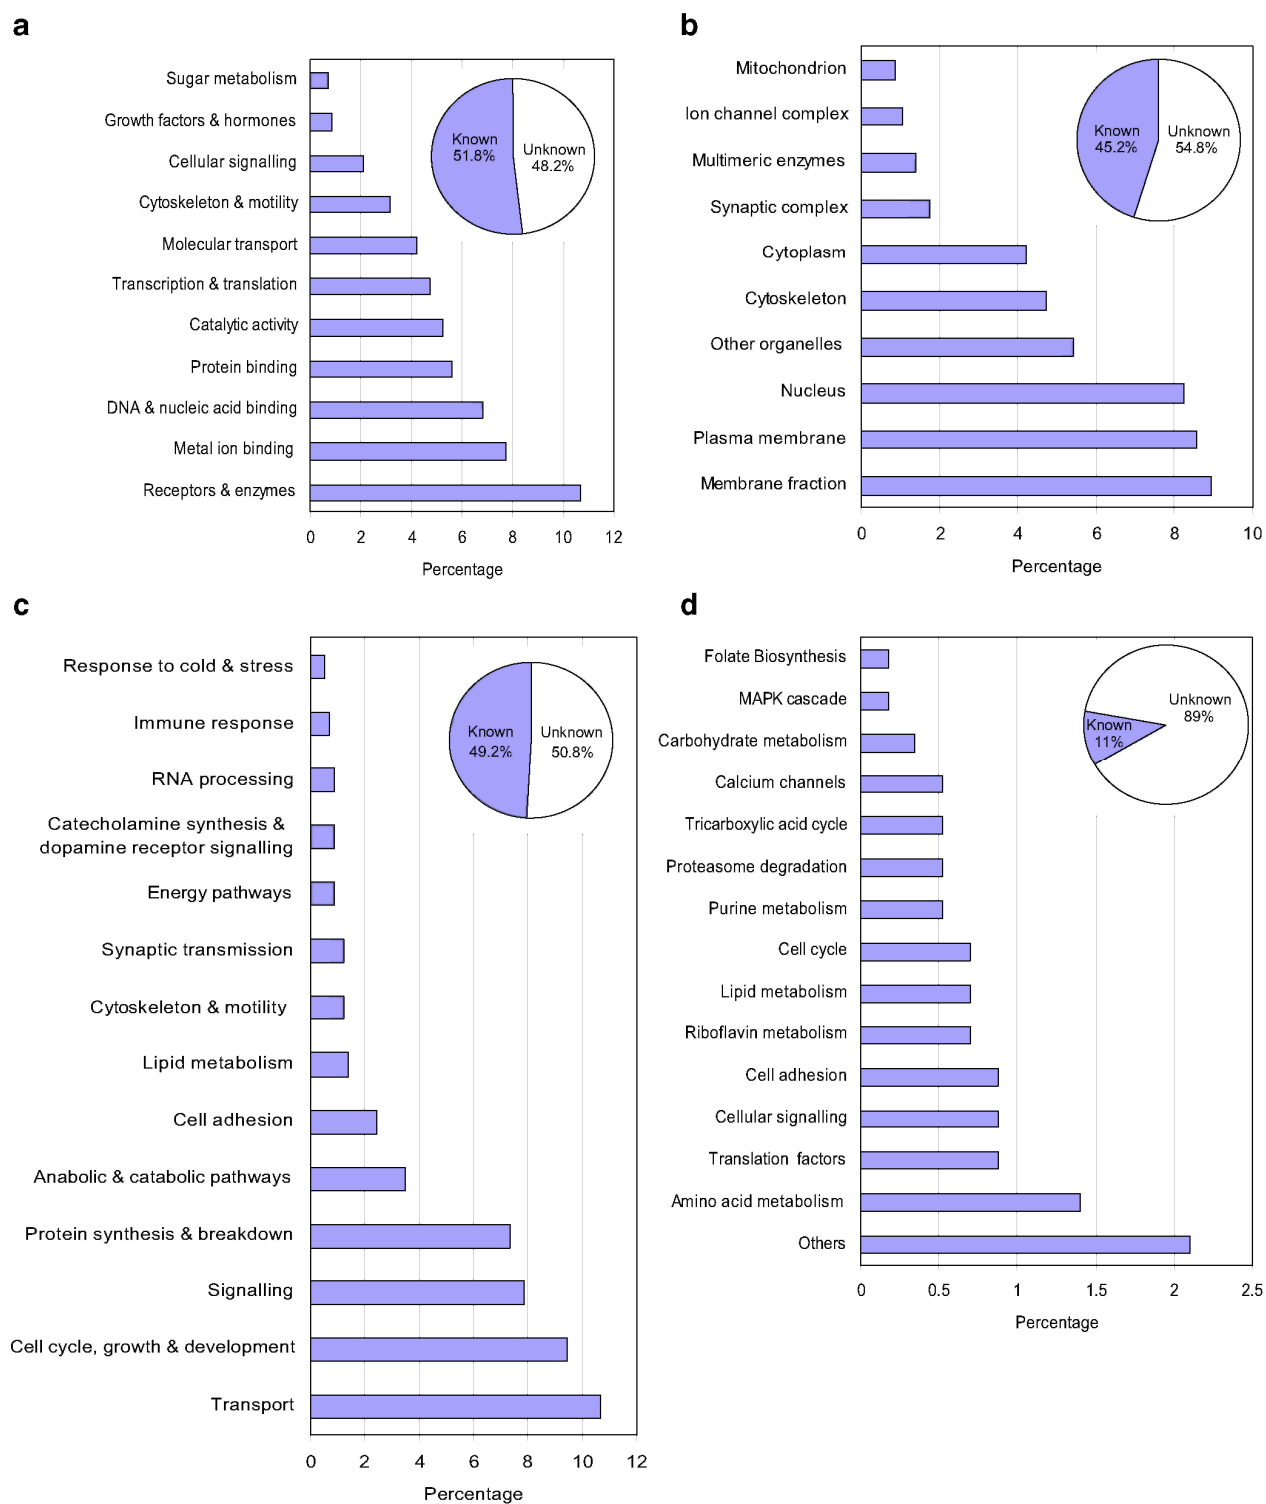 a
Sugar metabolism
Growth factors & hormones
Cellular signalling
Cytoskeleton & motility
Molecular transport
Transcription & translation
Catalytic activity
Protein binding
DNA & nucleic acid binding
Metal ion binding
Receptors & enzymes
Known
51.8%
Unknown
48.2%
0 2 4 6 8 10 12
Percentage
b
Mitochondrion
Ion channel complex
Multimeric enzymes
Synaptic complex
Cytoplasm
Cytoskeleton
Other organelles
Nucleus
Plasma membrane
Membrane fraction
Known
45.2%
Unknown
54.8%
0 2 4 6 8 10
Percentage
c
Response to cold & stress
Immune response
RNA processing
Catecholamine synthesis &
dopamine receptor signalling
Energy pathways
Synaptic transmission
Cytoskeleton & motility
Lipid metabolism
Cell adhesion
Anabolic & catabolic pathways
Protein synthesis & breakdown
Signalling
Cell cycle, growth & development
Transport
Known
49.2%
Unknown
50.8%
0 2 4 6 8 10 12
Percentage
d
Folate Biosynthesis
MAPK cascade
Carbohydrate metabolism
Calcium channels
Tricarboxylic acid cycle
Proteasome degradation
Purine metabolism
Cell cycle
Lipid metabolism
Riboflavin metabolism
Cell adhesion
Cellular signalling
Translation factors
Amino acid metabolism
Others
Unknown
89%
Known
11%
0 0.5 1 1.5 2 2.5
Percentage